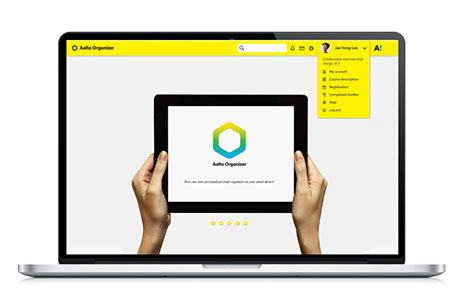 Aalto Organizer
Jae Yong Lee
A!
Collaborative and Industrial
Design, M.A
My account
Course description
Registration
Completed studies
Help
Log out
Aalto Organizer
Now, use your personalized study organizer on your smart device!